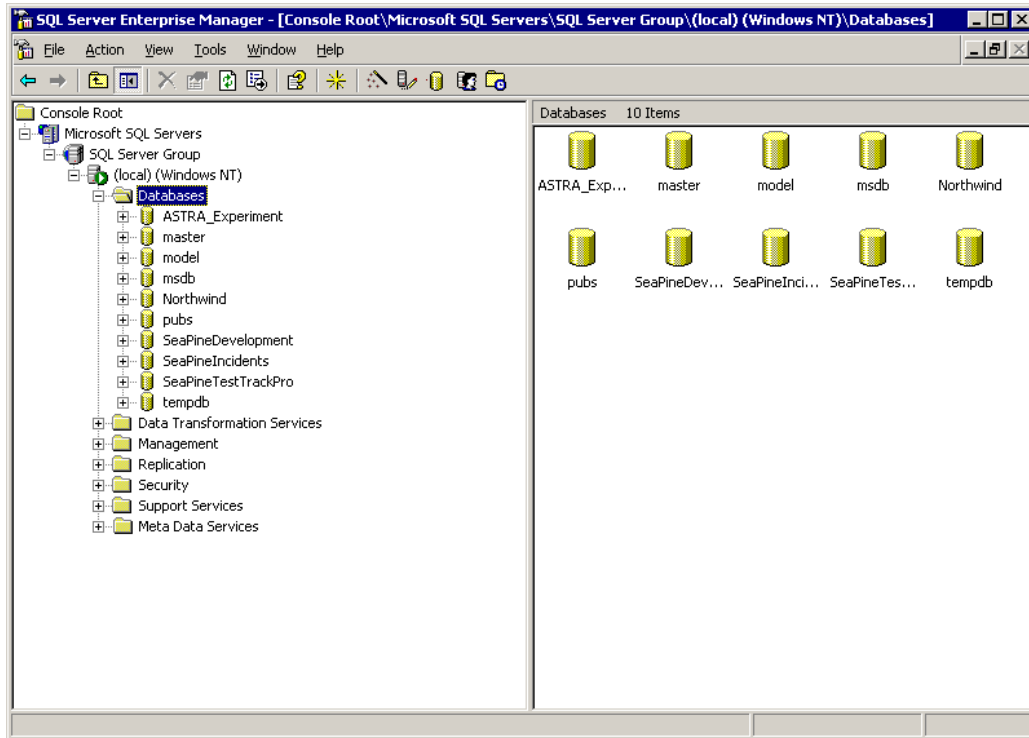 SQL Server Enterprise Manager - [Console Root\Microsoft SQL Servers\SQL Server Group\(local) (Windows NT)\Databases]
File Action View Tools Window Help
Console Root
Microsoft SQL Servers
SQL Server Group
(local) (Windows NT)
Databases
ASTRA_Experiment
master
model
msdb
Northwind
pubs
SeaPineDevelopment
SeaPineIncidents
SeaPineTestTrackPro
tempdb
Data Transformation Services
Management
Replication
Security
Support Services
Meta Data Services
Databases 10 Items
ASTRA_Exp... master model msdb Northwind
pubs SeaPineDev... SeaPineInci... SeaPineTes... tempdb